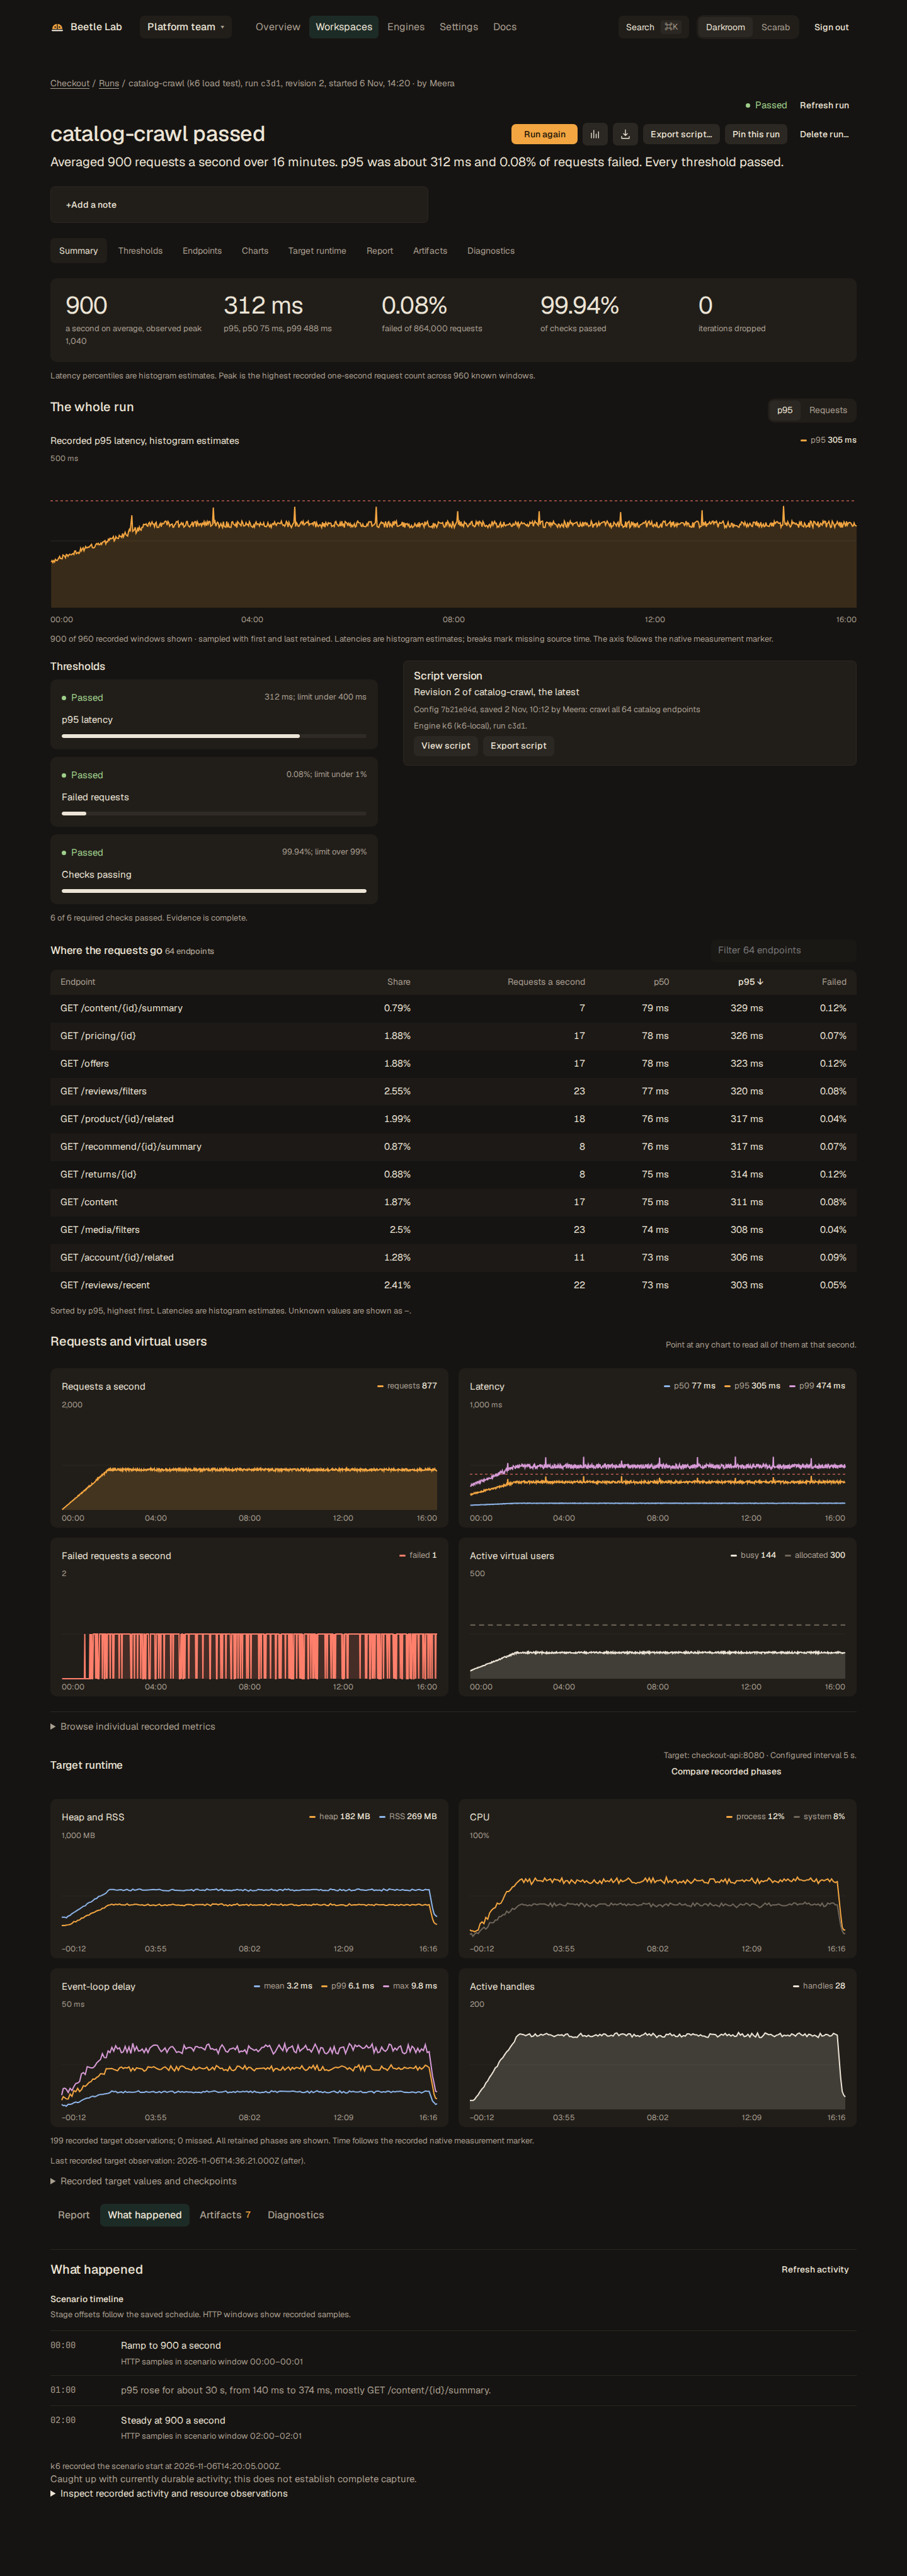 Beetle Lab
Platform team
Overview
Workspaces
Engines
Settings
Docs
Search ⌘K
Darkroom
Scarab
Sign out
Checkout / Runs / catalog-crawl (k6 load test), run c3d1, revision 2, started 6 Nov, 14:20 · by Meera
Passed
Refresh run
catalog-crawl passed
Run again
Export script...
Pin this run
Delete run...
Averaged 900 requests a second over 16 minutes. p95 was about 312 ms and 0.08% of requests failed. Every threshold passed.
+Add a note
Summary
Thresholds
Endpoints
Charts
Target runtime
Report
Artifacts
Diagnostics
900
a second on average, observed peak
1,040
312 ms
p95, p50 75 ms, p99 488 ms
0.08%
failed of 864,000 requests
99.94%
of checks passed
0
iterations dropped
Latency percentiles are histogram estimates. Peak is the highest recorded one-second request count across 960 known windows.
The whole run
p95
Requests
Recorded p95 latency, histogram estimates
p95 305 ms
500 ms
00:00
04:00
08:00
12:00
16:00
900 of 960 recorded windows shown · sampled with first and last retained. Latencies are histogram estimates; breaks mark missing source time. The axis follows the native measurement marker.
Thresholds
Passed
312 ms; limit under 400 ms
p95 latency
Passed
0.08%; limit under 1%
Failed requests
Passed
99.94%; limit over 99%
Checks passing
6 of 6 required checks passed. Evidence is complete.
Script version
Revision 2 of catalog-crawl, the latest
Config 7b21e04d, saved 2 Nov, 10:12 by Meera: crawl all 64 catalog endpoints
Engine k6 (k6-local), run c3d1.
View script
Export script
Where the requests go 64 endpoints
Filter 64 endpoints
Endpoint Share Requests a second p50 p95 ↓ Failed
GET /content/{id}/summary 0.79% 7 79 ms 329 ms 0.12%
GET /pricing/{id} 1.88% 17 78 ms 326 ms 0.07%
GET /offers 1.88% 17 78 ms 323 ms 0.12%
GET /reviews/filters 2.55% 23 77 ms 320 ms 0.08%
GET /product/{id}/related 1.99% 18 76 ms 317 ms 0.04%
GET /recommend/{id}/summary 0.87% 8 76 ms 317 ms 0.07%
GET /returns/{id} 0.88% 8 75 ms 314 ms 0.12%
GET /content 1.87% 17 75 ms 311 ms 0.08%
GET /media/filters 2.5% 23 74 ms 308 ms 0.04%
GET /account/{id}/related 1.28% 11 73 ms 306 ms 0.09%
GET /reviews/recent 2.41% 22 73 ms 303 ms 0.05%
Sorted by p95, highest first. Latencies are histogram estimates. Unknown values are shown as –.
Requests and virtual users
Point at any chart to read all of them at that second.
Requests a second
requests 877
2,000
00:00
04:00
08:00
12:00
16:00
Latency
p50 77 ms
p95 305 ms
p99 474 ms
1,000 ms
00:00
04:00
08:00
12:00
16:00
Failed requests a second
failed 1
2
00:00
04:00
08:00
12:00
16:00
Active virtual users
busy 144
allocated 300
500
00:00
04:00
08:00
12:00
16:00
Browse individual recorded metrics
Target runtime
Target: checkout-api:8080 · Configured interval 5 s.
Compare recorded phases
Heap and RSS
heap 182 MB
RSS 269 MB
1,000 MB
−00:12
03:55
08:02
12:09
16:16
CPU
process 12%
system 8%
100%
−00:12
03:55
08:02
12:09
16:16
Event-loop delay
mean 3.2 ms
p99 6.1 ms
max 9.8 ms
50 ms
−00:12
03:55
08:02
12:09
16:16
Active handles
handles 28
200
−00:12
03:55
08:02
12:09
16:16
199 recorded target observations; 0 missed. All retained phases are shown. Time follows the recorded native measurement marker.
Last recorded target observation: 2026-11-06T14:36:21.000Z (after).
Recorded target values and checkpoints
Report
What happened
Artifacts 7
Diagnostics
What happened
Refresh activity
Scenario timeline
Stage offsets follow the saved schedule. HTTP windows show recorded samples.
00:00 Ramp to 900 a second
HTTP samples in scenario window 00:00–00:01
01:00 p95 rose for about 30 s, from 140 ms to 374 ms, mostly GET /content/{id}/summary.
02:00 Steady at 900 a second
HTTP samples in scenario window 02:00–02:01
k6 recorded the scenario start at 2026-11-06T14:20:05.000Z.
Caught up with currently durable activity; this does not establish complete capture.
Inspect recorded activity and resource observations